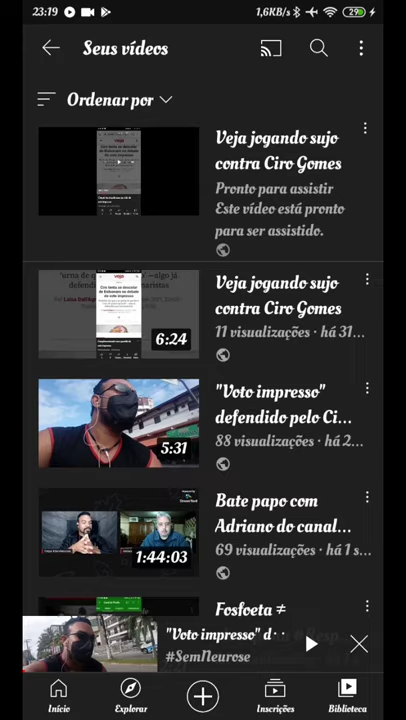 23:19
1,6KB/s
29
Seus vídeos
Ordenar por
Veja jogando sujo
contra Ciro Gomes
Pronto para assistir
Este vídeo está pronto
para ser assistido.
veja
6:24
Veja jogando sujo
contra Ciro Gomes
11 visualizações · há 31...
5:31
"Voto impresso"
defendido pelo Ci...
88 visualizações · há 2...
1:44:03
Bate papo com
Adriano do canal...
69 visualizações · há 1 s...
Fosfoeta ≠
"Voto impresso" d··
#SemNeurose
Início
Explorar
Inscrições
Biblioteca